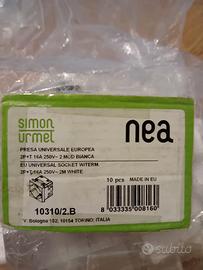 simon
urmet
nea
PRESA UNIVERSALE EUROPEA
2P+T 16A 250V~ 2 MOD BIANCA
EU UNIVERSAL SOCKET W/TERM.
2P+T 16A 250V~ 2M WHITE
10 pcs MADE IN EU
8 033335 008160
10310/2.B
V. Bologna 152, 10154 TORINO, ITALIA
subito